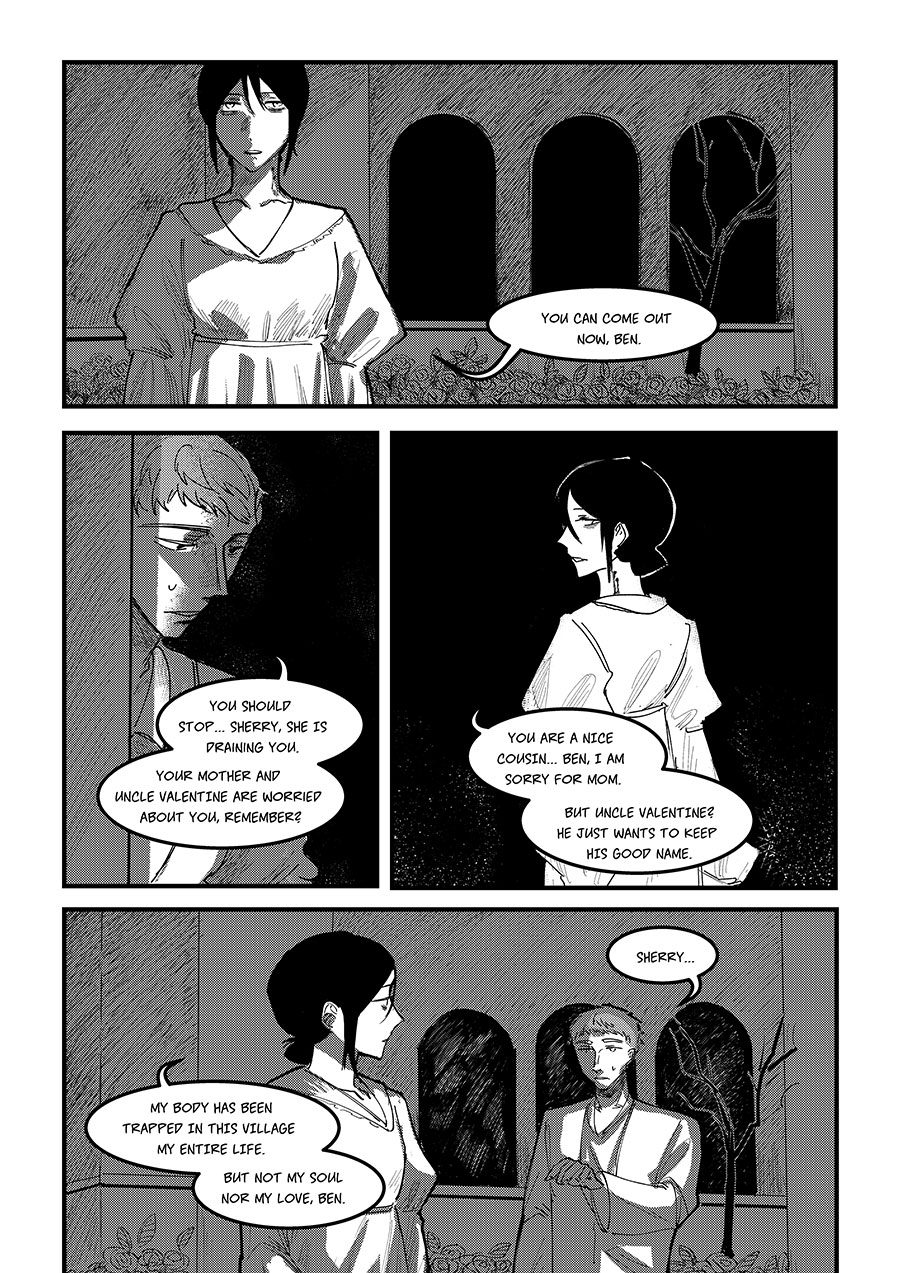 YOU CAN COME OUT
NOW, BEN.
YOU SHOULD
STOP... SHERRY, SHE IS
DRAINING YOU.
YOUR MOTHER AND
UNCLE VALENTINE ARE WORRIED
ABOUT YOU, REMEMBER?
YOU ARE A NICE
COUSIN... BEN, I AM
SORRY FOR MOM.
BUT UNCLE VALENTINE?
HE JUST WANTS TO KEEP
HIS GOOD NAME.
SHERRY...
MY BODY HAS BEEN
TRAPPED IN THIS VILLAGE
MY ENTIRE LIFE.
BUT NOT MY SOUL
NOR MY LOVE, BEN.